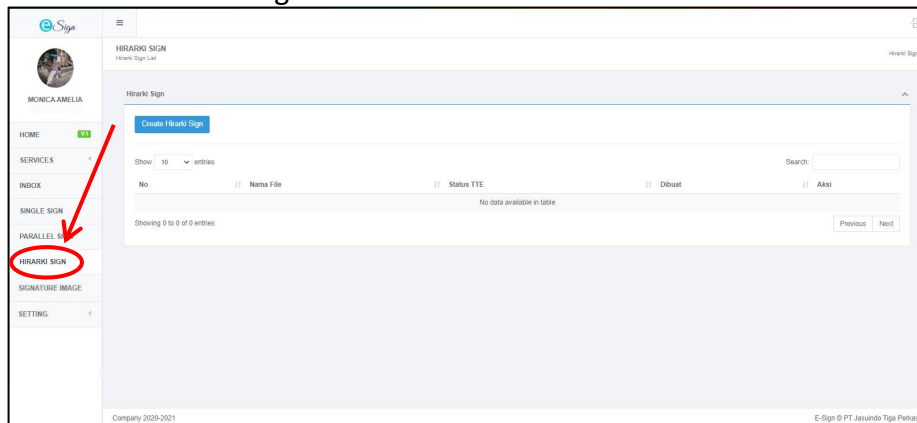 eSign
HIRARKI SIGN
Hirarki Sign List
Hirarki Sign
MONICA AMELIA
HOME V.1
SERVICES
INBOX
SINGLE SIGN
PARALLEL
HIRARKI SIGN
SIGNATURE IMAGE
SETTING
Hirarki Sign
Create Hirarki Sign
Show 10 entries
Search:
No Nama File Status TTE Dibuat Aksi
No data available in table
Showing 0 to 0 of 0 entries
Previous Next
Company 2020-2021
E-Sign © PT Jasuindo Tiga Perkas